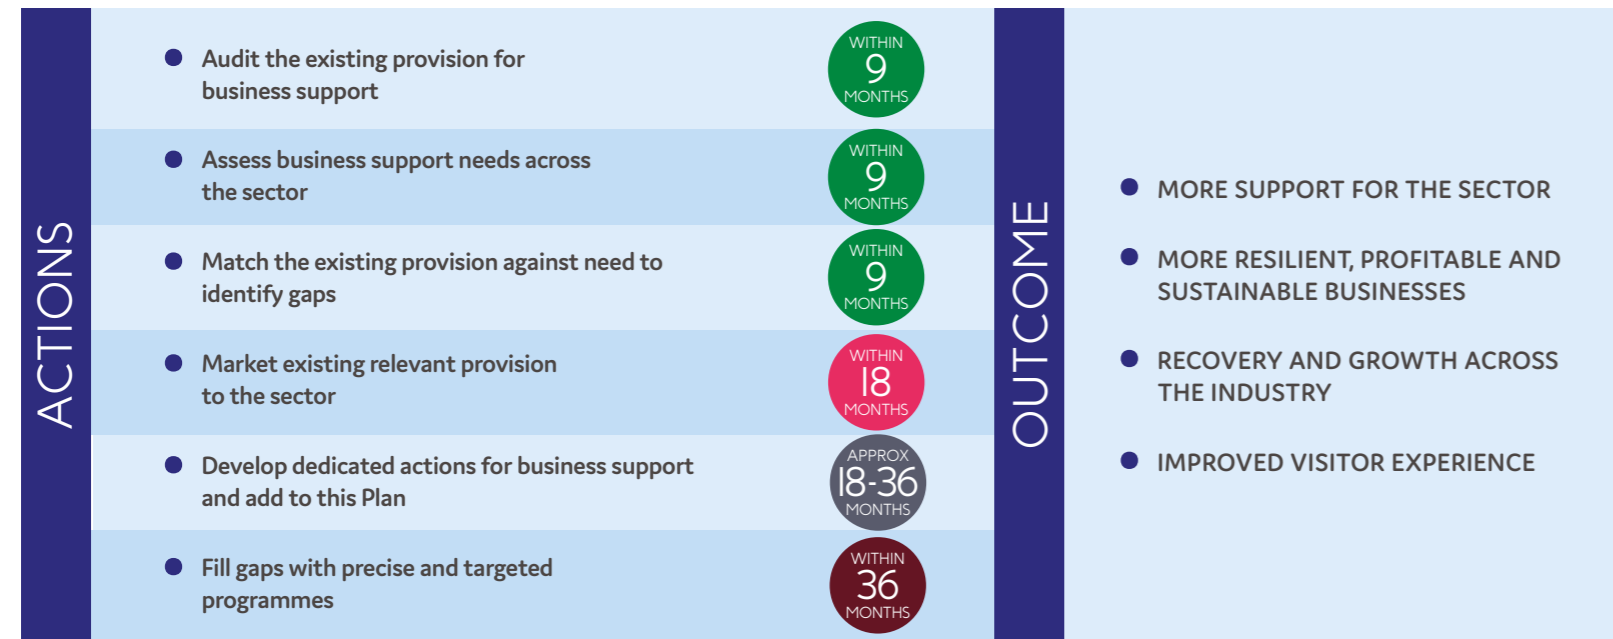 ACTIONS
Audit the existing provision for
business support
WITHIN
9
MONTHS
Assess business support needs across
the sector
WITHIN
9
MONTHS
Match the existing provision against need to
identify gaps
WITHIN
9
MONTHS
Market existing relevant provision
to the sector
WITHIN
18
MONTHS
Develop dedicated actions for business support
and add to this Plan
APPROX
18-36
MONTHS
Fill gaps with precise and targeted
programmes
WITHIN
36
MONTHS
OUTCOME
MORE SUPPORT FOR THE SECTOR
MORE RESILIENT, PROFITABLE AND
SUSTAINABLE BUSINESSES
RECOVERY AND GROWTH ACROSS
THE INDUSTRY
IMPROVED VISITOR EXPERIENCE